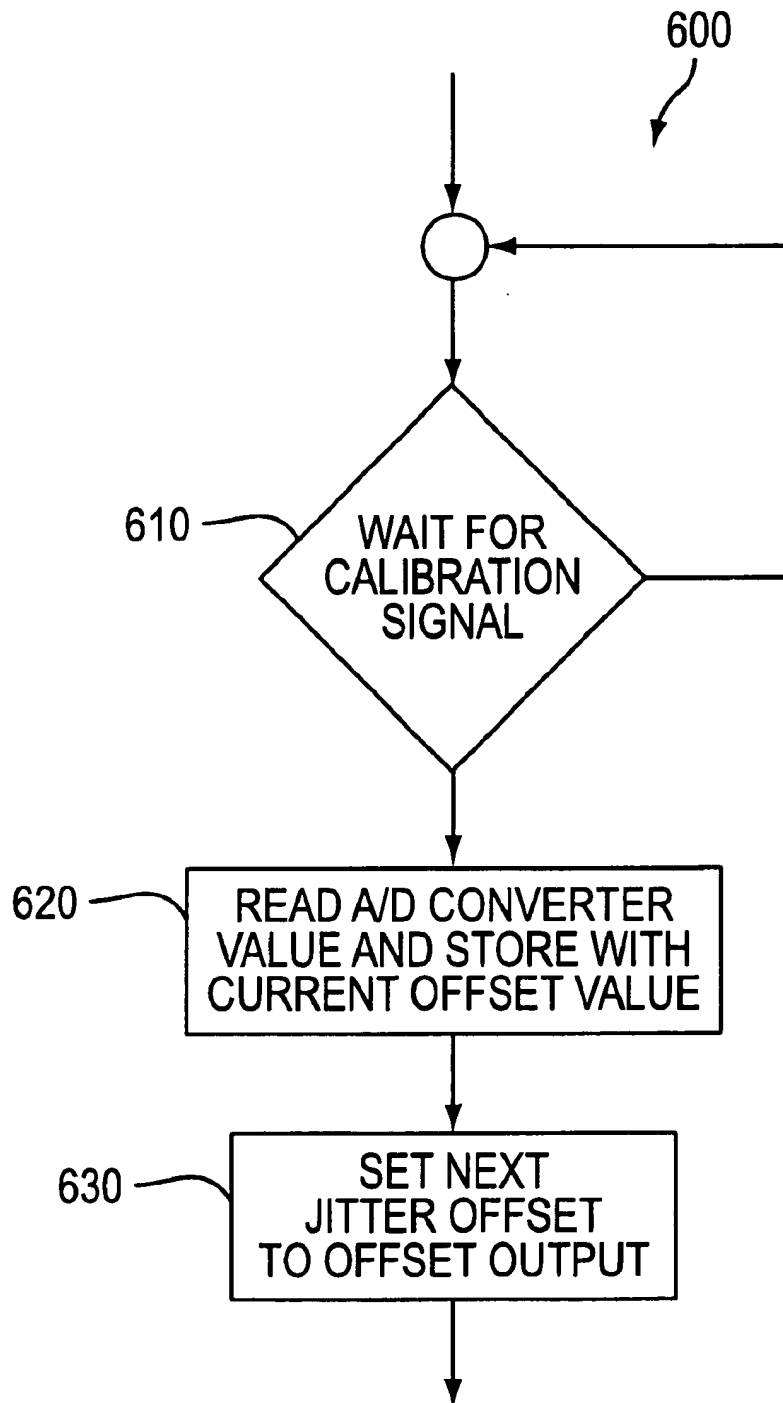 600
610
WAIT FOR
CALIBRATION
SIGNAL
620
READ A/D CONVERTER
VALUE AND STORE WITH
CURRENT OFFSET VALUE
630
SET NEXT
JITTER OFFSET
TO OFFSET OUTPUT